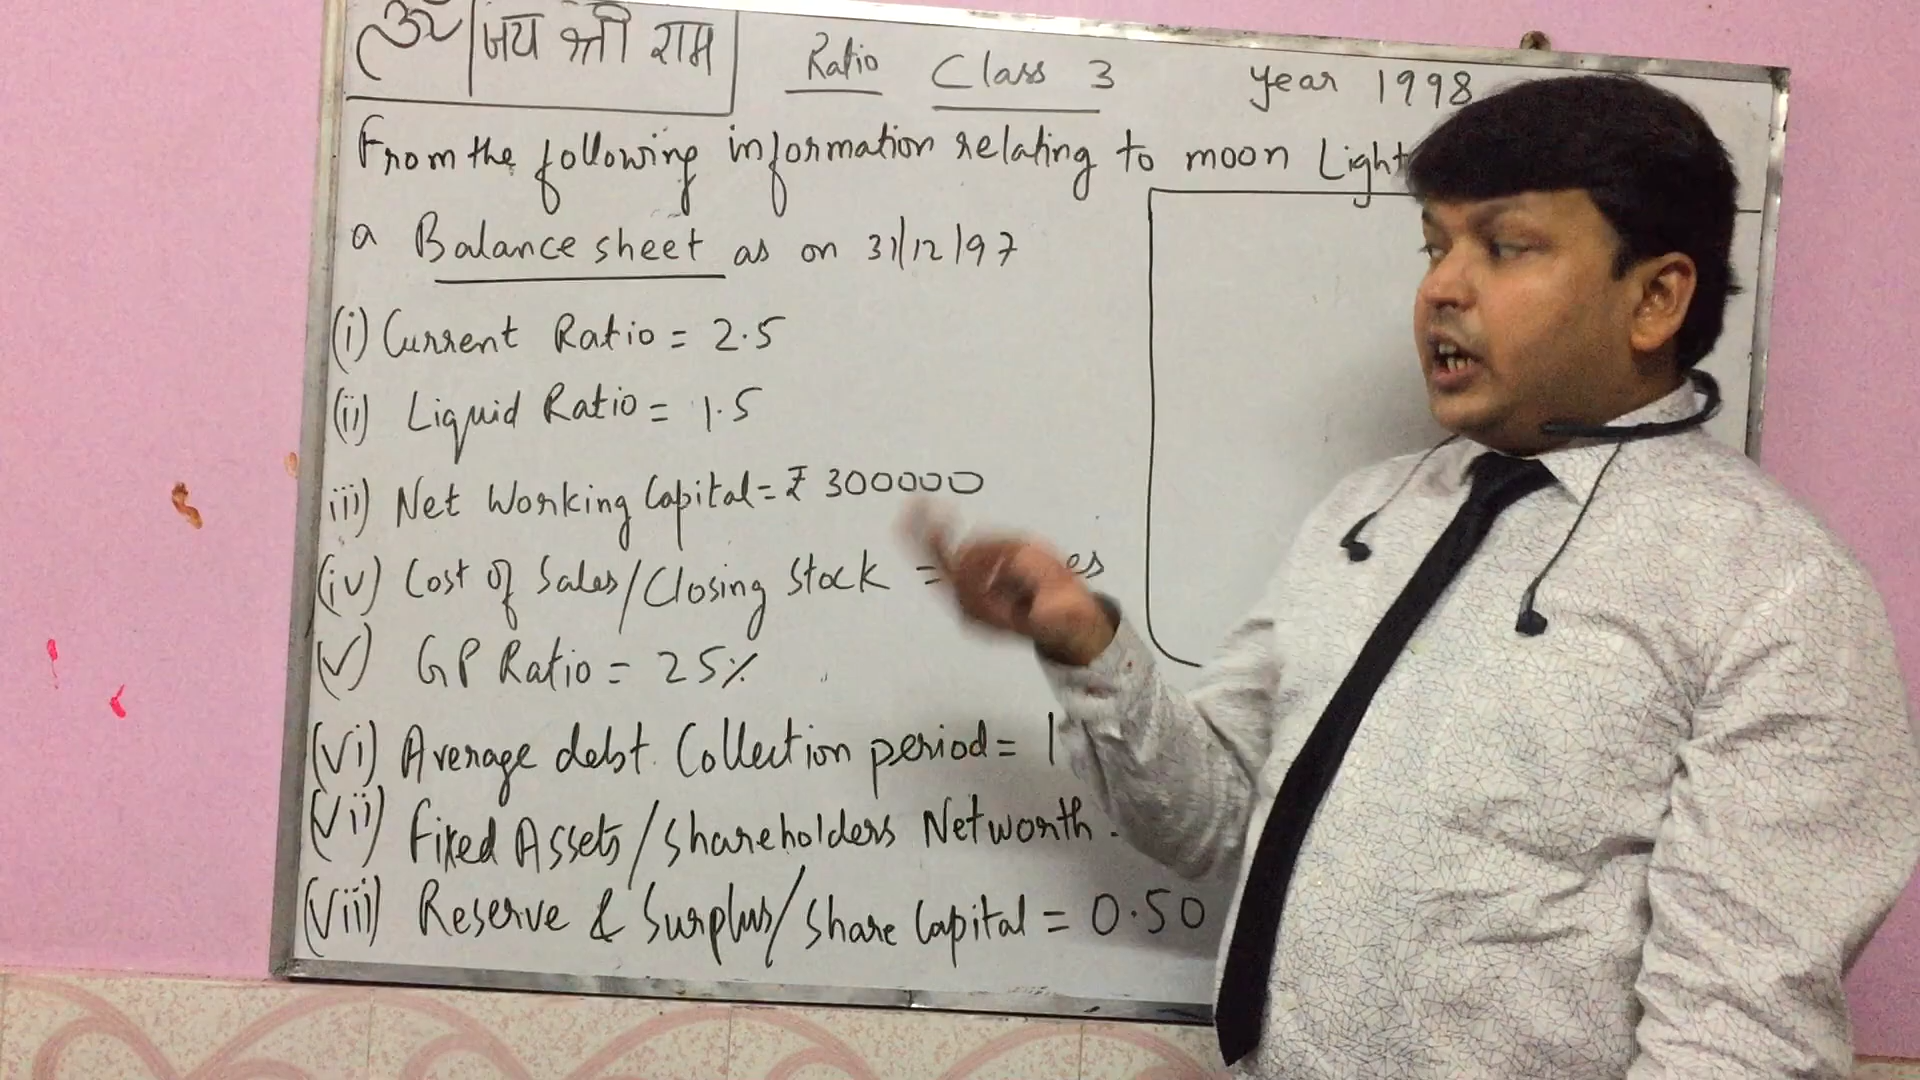 ॐ जय श्री राम
Ratio Class 3 Year 1998
From the following information relating to moon Light
a Balance sheet as on 31/12/97
(i) Current Ratio = 2.5
(ii) Liquid Ratio = 1.5
iii) Net Working Capital = ₹ 300000
(iv) Cost of Sales/Closing Stock = es
(v) GP Ratio = 25%
(vi) Average debt Collection period = 1
(vii) Fixed Assets/Shareholders Networth
(viii) Reserve & Surplus/Share Capital = 0.50